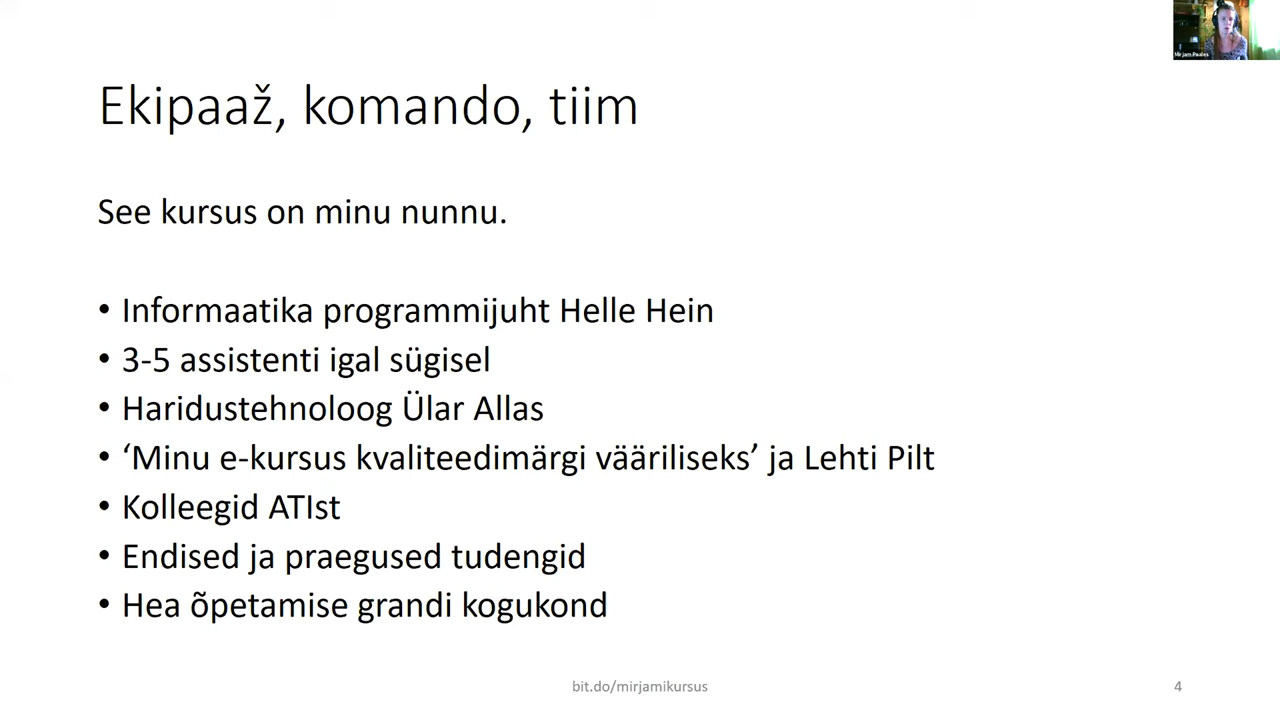 Mirjam Paales
Ekipaaž, komando, tiim
See kursus on minu nunnu.
• Informaatika programmijuht Helle Hein
• 3-5 assistenti igal sügisel
• Haridustehnoloog Ülar Allas
• ‘Minu e-kursus kvaliteedimärgi vääriliseks’ ja Lehti Pilt
• Kolleegid ATIst
• Endised ja praegused tudengid
• Hea õpetamise grandi kogukond
bit.do/mirjamikursus
4